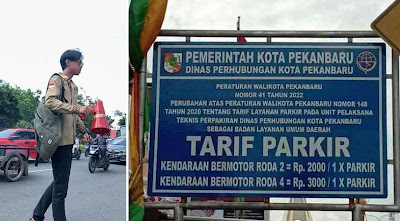 PEMERINTAH KOTA PEKANBARU
DINAS PERHUBUNGAN KOTA PEKANBARU
PERATURAN WALIKOTA PEKANBARU
NOMOR 41 TAHUN 2022
PERUBAHAN ATAS PERATURAN WALIKOTA PEKANBARU NOMOR 148
TAHUN 2020 TENTANG TARIF LAYANAN PARKIR PADA UNIT PELAKSANA
TEKNIS PERPARKIRAN DINAS PERHUBUNGAN KOTA PEKANBARU
SEBAGAI BADAN LAYANAN UMUM DAERAH
TARIF PARKIR
KENDARAAN BERMOTOR RODA 2 = Rp. 2000 / 1 X PARKIR
KENDARAAN BERMOTOR RODA 4 = Rp. 3000 / 1 X PARKIR